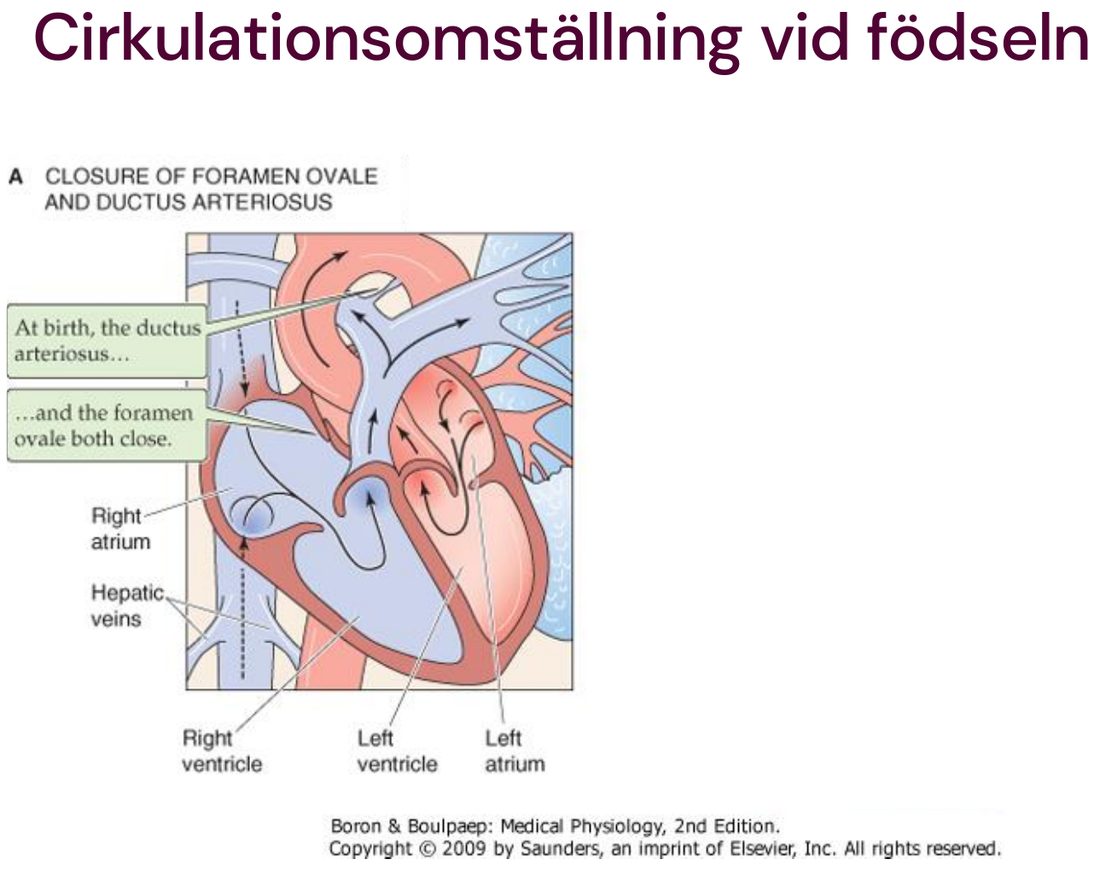 Cirkulationsomställning vid födseln
A CLOSURE OF FORAMEN OVALE
AND DUCTUS ARTERIOSUS
At birth, the ductus
arteriosus…
…and the foramen
ovale both close.
Right
atrium
Hepatic
veins
Right
ventricle
Left
ventricle
Left
atrium
Boron & Boulpaep: Medical Physiology, 2nd Edition.
Copyright © 2009 by Saunders, an imprint of Elsevier, Inc. All rights reserved.